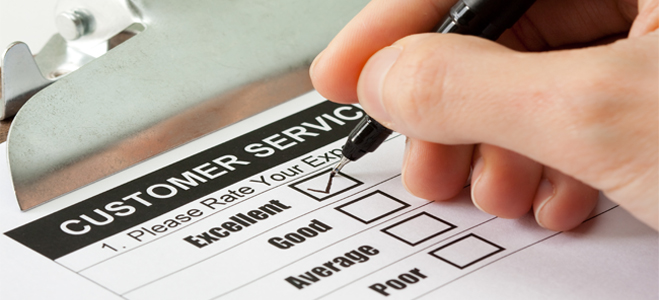 CUSTOMER SERVIC
1. Please Rate Your Exp
Excellent
Good
Average
Poor